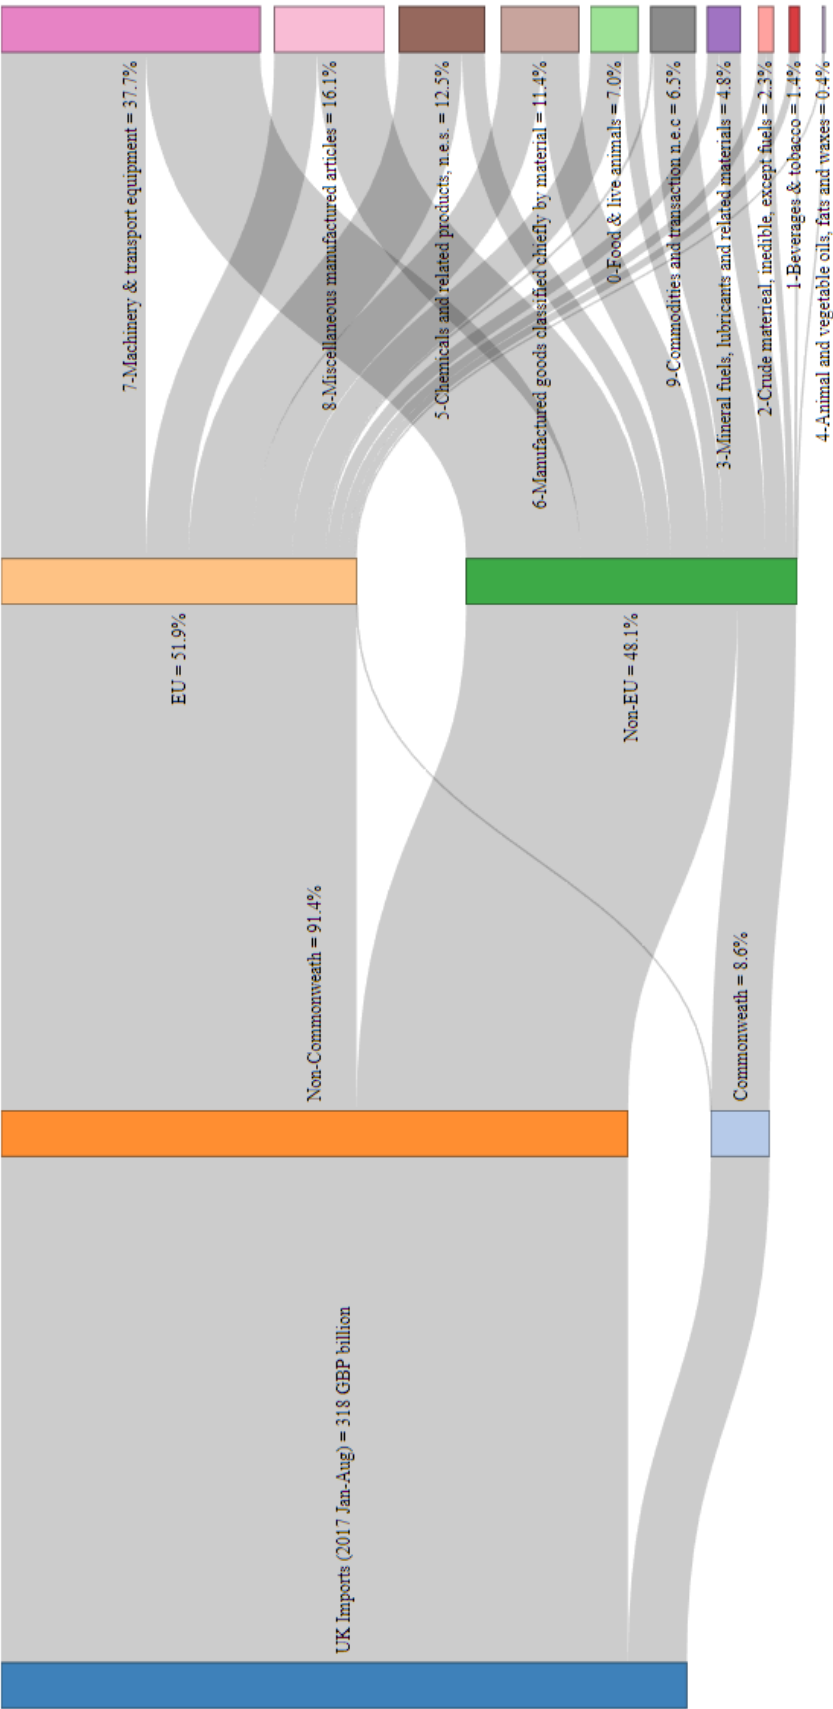 UK Imports (2017 Jan-Aug) = 318 GBP billion
Non-Commonweath = 91.4%
Commonweath = 8.6%
EU = 51.9%
Non-EU = 48.1%
7-Machinery & transport equipment = 37.7%
8-Miscellaneous manufactured articles = 16.1%
5-Chemicals and related products, n.e.s. = 12.5%
6-Manufactured goods classified chiefly by material = 11.4%
0-Food & live animals = 7.0%
9-Commodities and transaction n.e.c = 6.5%
3-Mineral fuels, lubricants and related materials = 4.8%
2-Crude materieal, inedible, except fuels = 2.3%
1-Beverages & tobacco = 1.4%
4-Animal and vegetable oils, fats and waxes = 0.4%